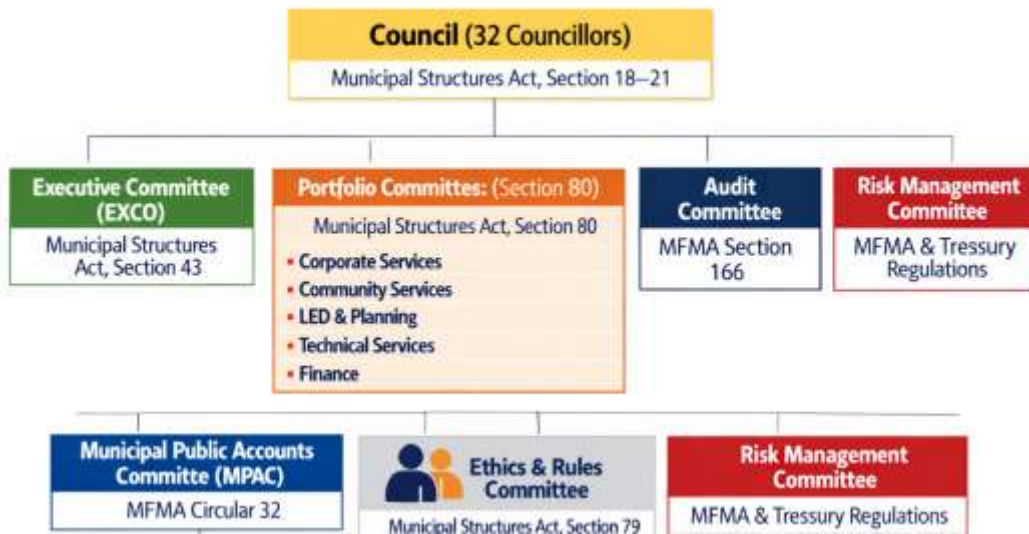 Council (32 Councillors)
Municipal Structures Act, Section 18–21
Executive Committee
(EXCO)
Municipal Structures
Act, Section 43
Portfolio Committes: (Section 80)
Municipal Structures Act, Section 80
• Corporate Services
• Community Services
• LED & Planning
• Technical Services
• Finance
Audit
Committee
MFMA Section
166
Risk Management
Committee
MFMA & Tressury
Regulations
Municipal Public Accounts
Committe (MPAC)
MFMA Circular 32
Ethics & Rules
Committee
Municipal Structures Act, Section 79
Risk Management
Committee
MFMA & Tressury Regulations